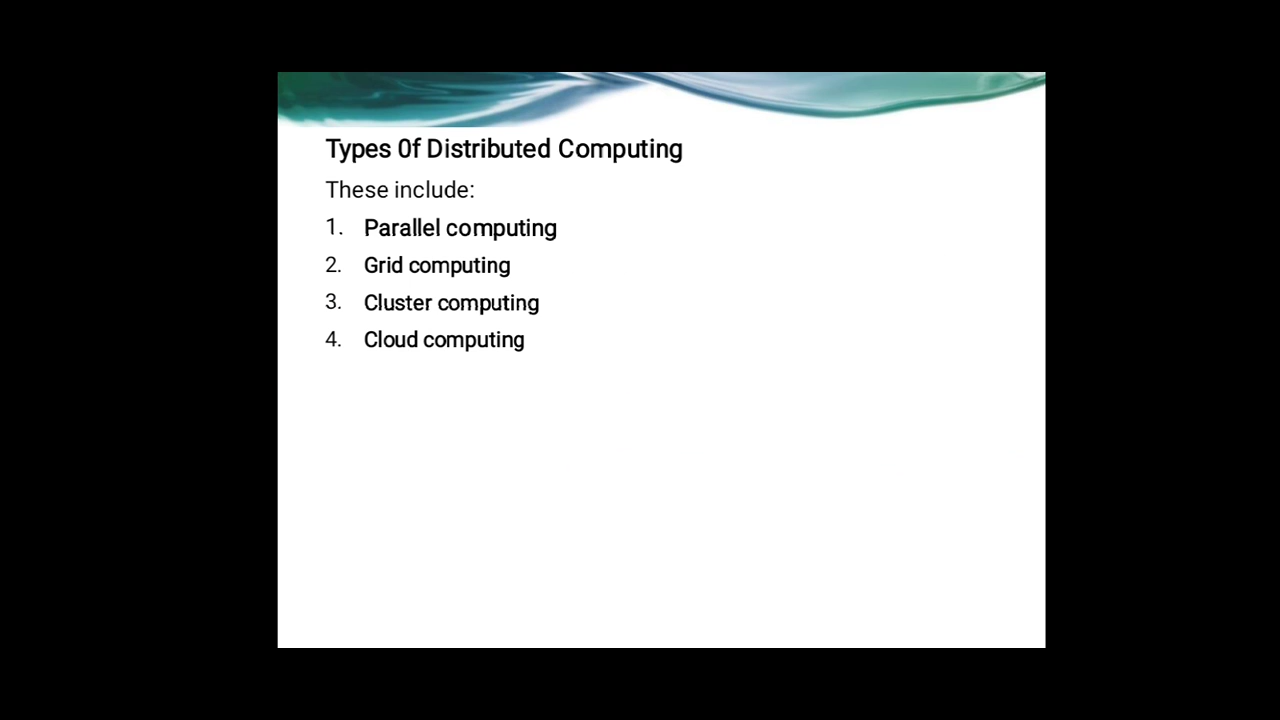 Types 0f Distributed Computing
These include:
1. Parallel computing
2. Grid computing
3. Cluster computing
4. Cloud computing